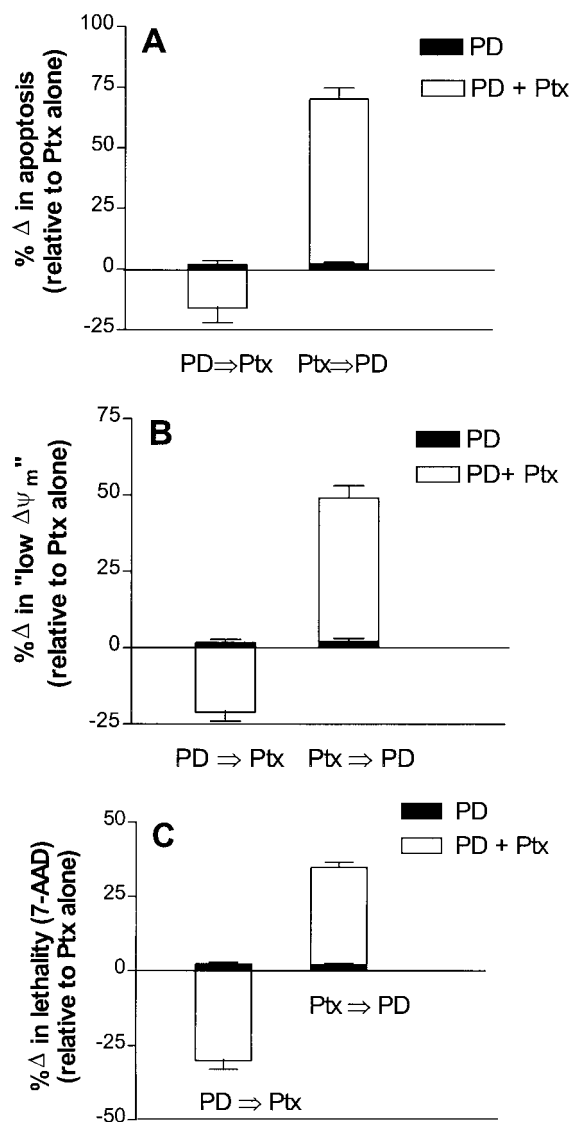 A
PD
PD + Ptx
% Δ in apoptosis
(relative to Ptx alone)
100
75
50
25
0
-25
PD⇒Ptx Ptx⇒PD
B
PD
PD+ Ptx
%Δ in "low Δψm"
(relative to Ptx alone)
75
50
25
0
-25
PD ⇒ Ptx Ptx ⇒ PD
C
PD
PD + Ptx
%Δ in lethality (7-AAD)
(relative to Ptx alone)
50
25
0
-25
-50
Ptx ⇒ PD
PD ⇒ Ptx